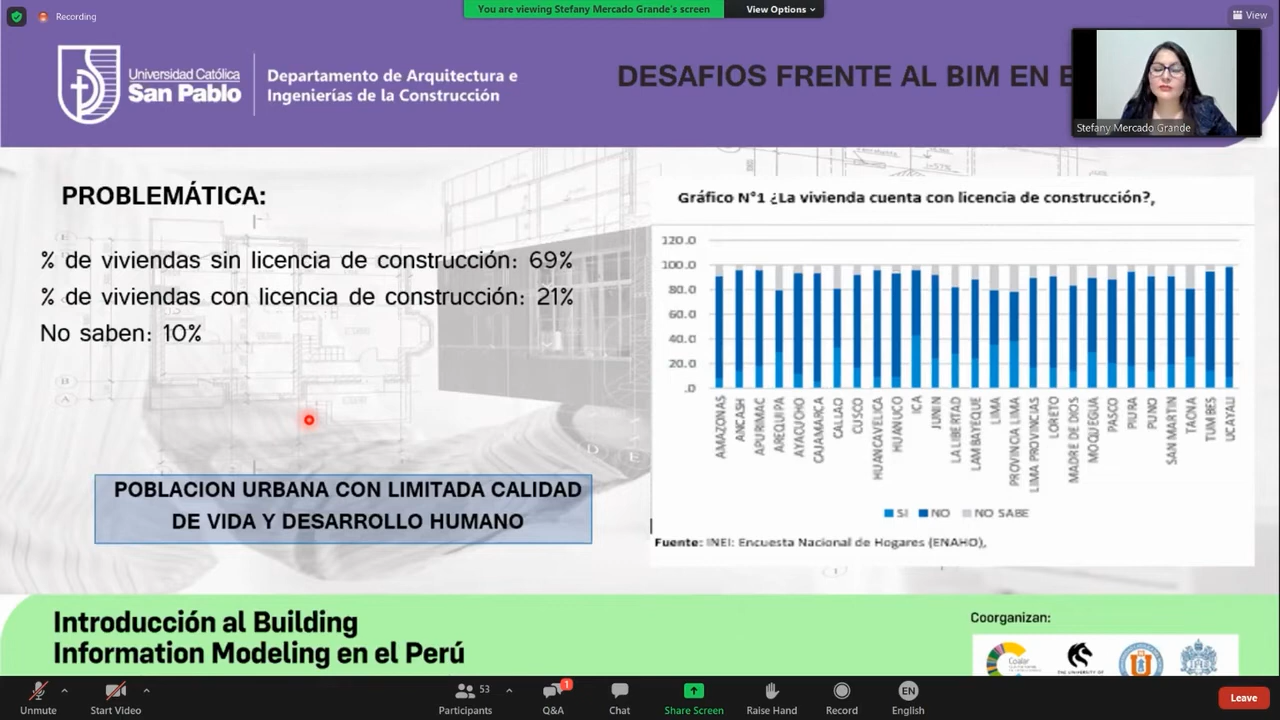 Recording
You are viewing Stefany Mercado Grande's screen
View Options
View
Universidad Católica
San Pablo
Departamento de Arquitectura e
Ingenierías de la Construcción
DESAFIOS FRENTE AL BIM EN
Stefany Mercado Grande
PROBLEMÁTICA:
% de viviendas sin licencia de construcción: 69%
% de viviendas con licencia de construcción: 21%
No saben: 10%
POBLACION URBANA CON LIMITADA CALIDAD
DE VIDA Y DESARROLLO HUMANO
Gráfico N°1 ¿La vivienda cuenta con licencia de construcción?,
120.0
100.0
80.0
60.0
40.0
20.0
.0
AMAZONAS
ANCASH
APURIMAC
AREQUIPA
AYACUCHO
CAJAMARCA
CALLAO
CUSCO
HUANCAVELICA
HUANUCO
ICA
JUNIN
LA LIBERTAD
LAMBAYEQUE
LIMA
PROVINCIA LIMA
LIMA PROVINCIAS
LORETO
MADRE DE DIOS
MOQUEGUA
PASCO
PIURA
PUNO
SAN MARTIN
TACNA
TUMBES
UCAYALI
SI NO NO SABE
Fuente: INEI: Encuesta Nacional de Hogares (ENAHO),
Introducción al Building
Information Modeling en el Perú
Coorganizan:
Unmute
Start Video
53
Participants
1
Q&A
Chat
Share Screen
Raise Hand
Record
EN
English
Leave